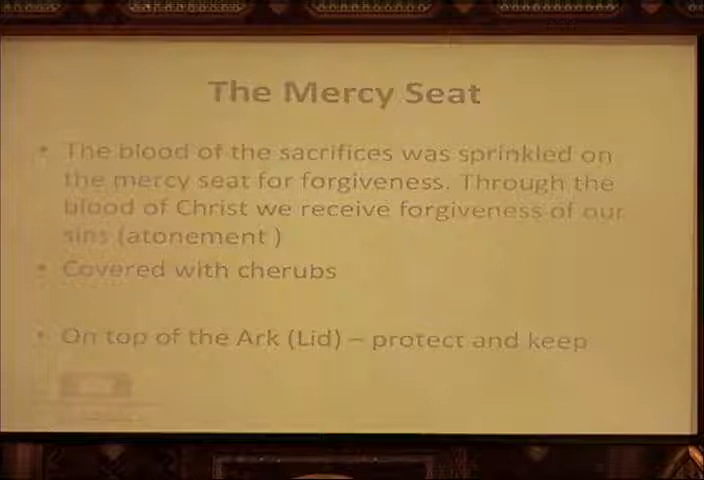 The Mercy Seat
• The blood of the sacrifices was sprinkled on
the mercy seat for forgiveness. Through the
blood of Christ we receive forgiveness of our
sins (atonement )
• Covered with cherubs
• On top of the Ark (Lid) – protect and keep